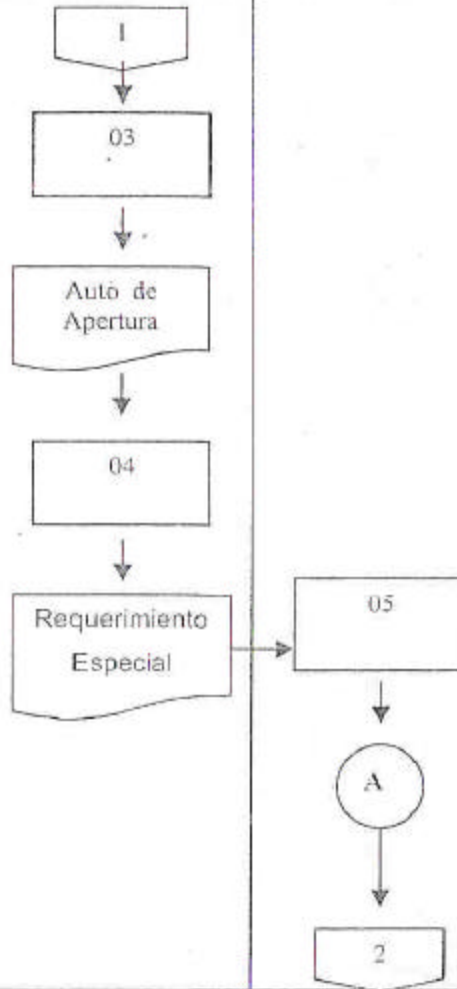 1
03
Auto de
Apertura
04
Requerimiento
Especial
05
A
2